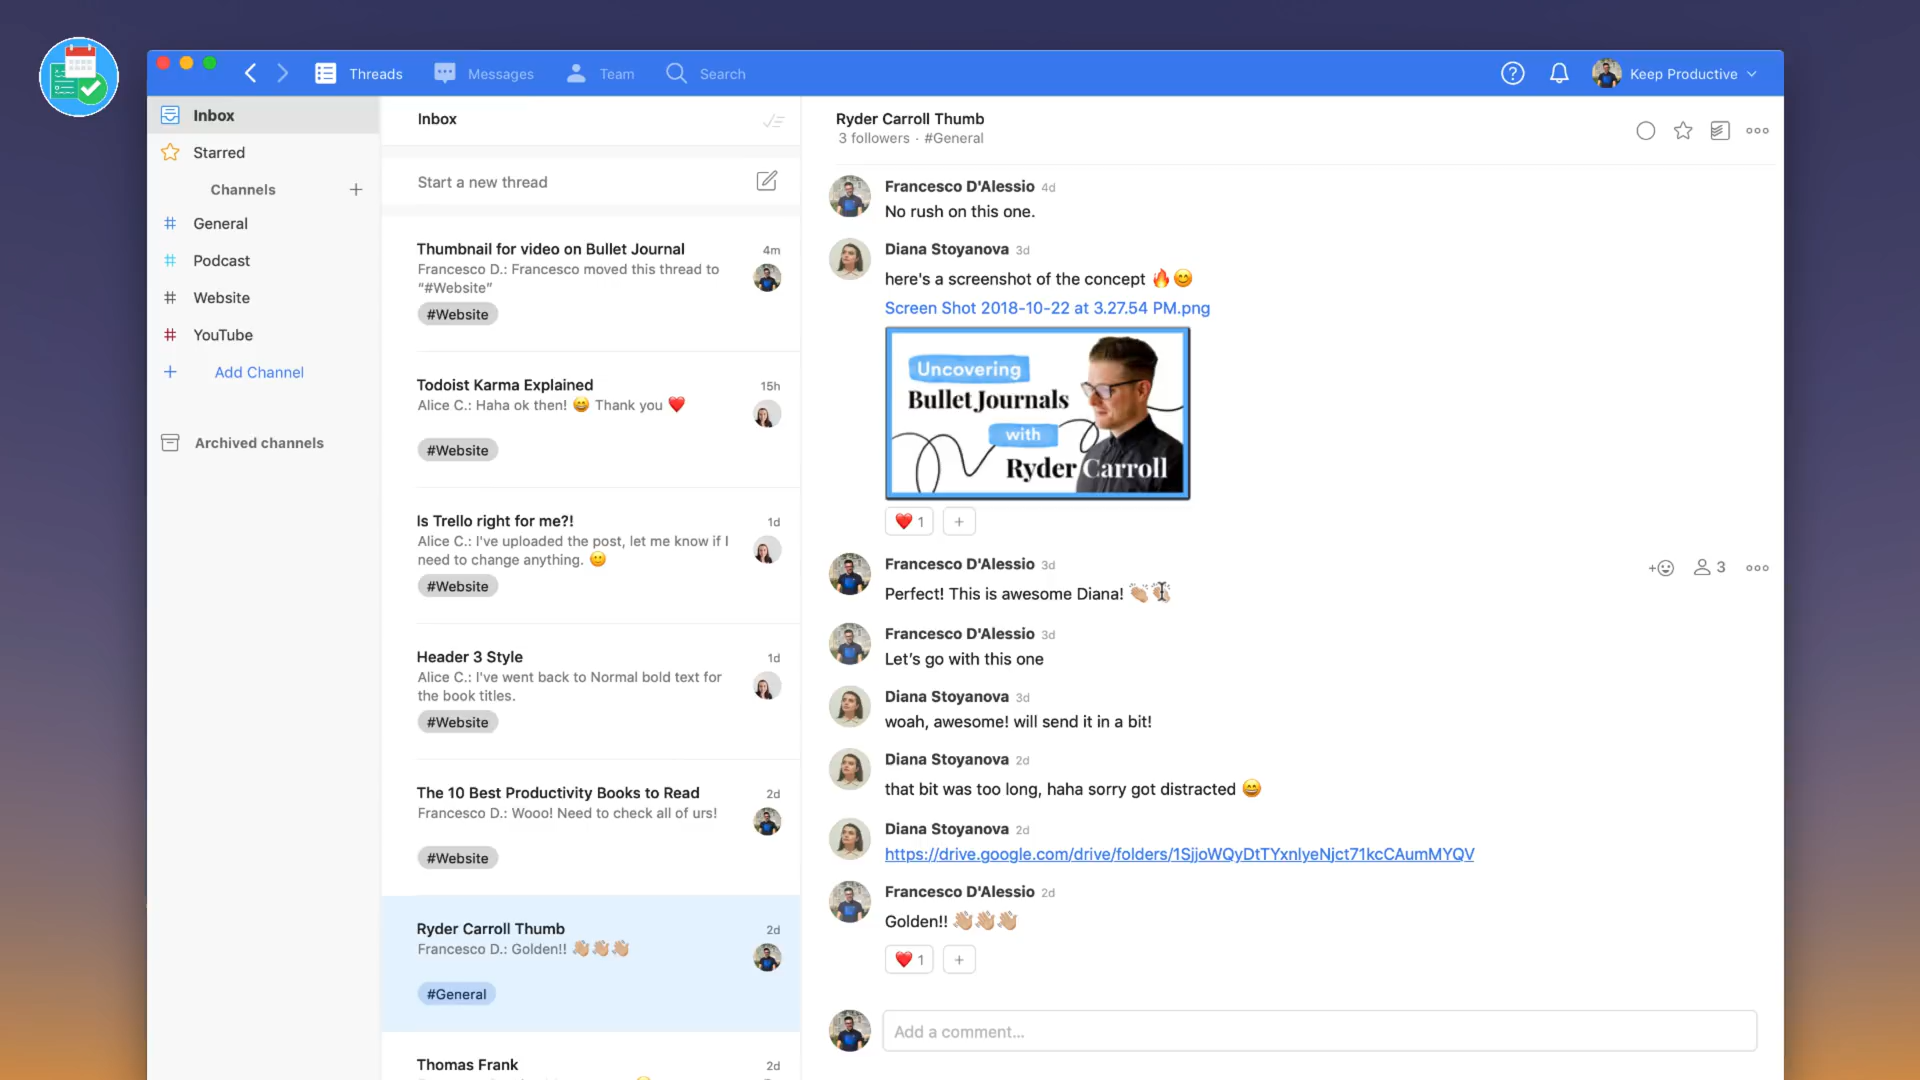 Threads
Messages
Team
Search
Keep Productive
Inbox
Starred
Channels
General
Podcast
Website
YouTube
Add Channel
Archived channels
Inbox
Start a new thread
Thumbnail for video on Bullet Journal 4m
Francesco D.: Francesco moved this thread to
“#Website”
#Website
Todoist Karma Explained 15h
Alice C.: Haha ok then! 😄 Thank you ❤️
#Website
Is Trello right for me?! 1d
Alice C.: I've uploaded the post, let me know if I
need to change anything. 🙂
#Website
Header 3 Style 1d
Alice C.: I've went back to Normal bold text for
the book titles.
#Website
The 10 Best Productivity Books to Read 2d
Francesco D.: Wooo! Need to check all of urs!
#Website
Ryder Carroll Thumb 2d
Francesco D.: Golden!! 👋🏼👋🏼👋🏼
#General
Thomas Frank 2d
Ryder Carroll Thumb
3 followers · #General
Francesco D'Alessio 4d
No rush on this one.
Diana Stoyanova 3d
here's a screenshot of the concept 🔥😊
Screen Shot 2018-10-22 at 3.27.54 PM.png
Uncovering
Bullet Journals
with
Ryder Carroll
❤️ 1 +
Francesco D'Alessio 3d
3
Perfect! This is awesome Diana! 👏🏼👏🏼
Francesco D'Alessio 3d
Let’s go with this one
Diana Stoyanova 3d
woah, awesome! will send it in a bit!
Diana Stoyanova 2d
that bit was too long, haha sorry got distracted 😄
Diana Stoyanova 2d
https://drive.google.com/drive/folders/1SjjoWQyDtTYxnlyeNjct71kcCAumMYQV
Francesco D'Alessio 2d
Golden!! 👋🏼👋🏼👋🏼
❤️ 1 +
Add a comment...